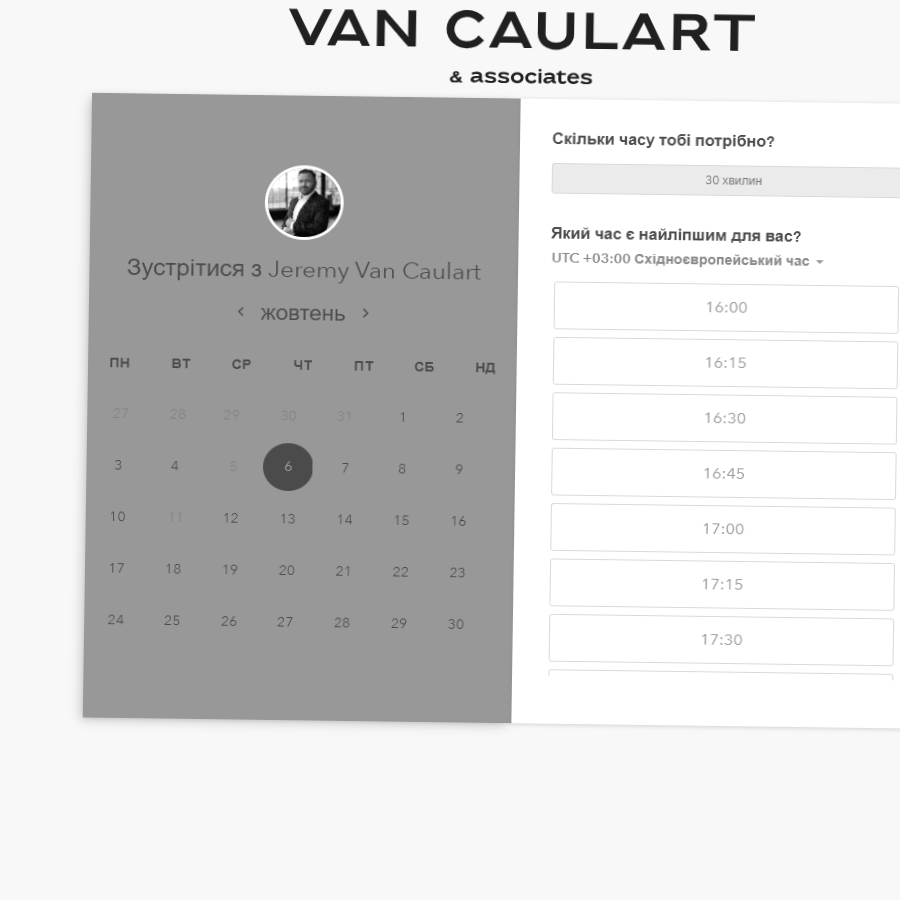 VAN CAULART
& associates
Зустрітися з Jeremy Van Caulart
жовтень
ПН ВТ СР ЧТ ПТ СБ НД
27 28 29 30 31 1 2
3 4 5 6 7 8 9
10 11 12 13 14 15 16
17 18 19 20 21 22 23
24 25 26 27 28 29 30
Скільки часу тобі потрібно?
30 хвилин
Який час є найліпшим для вас?
UTC +03:00 Східноєвропейський час
16:00
16:15
16:30
16:45
17:00
17:15
17:30